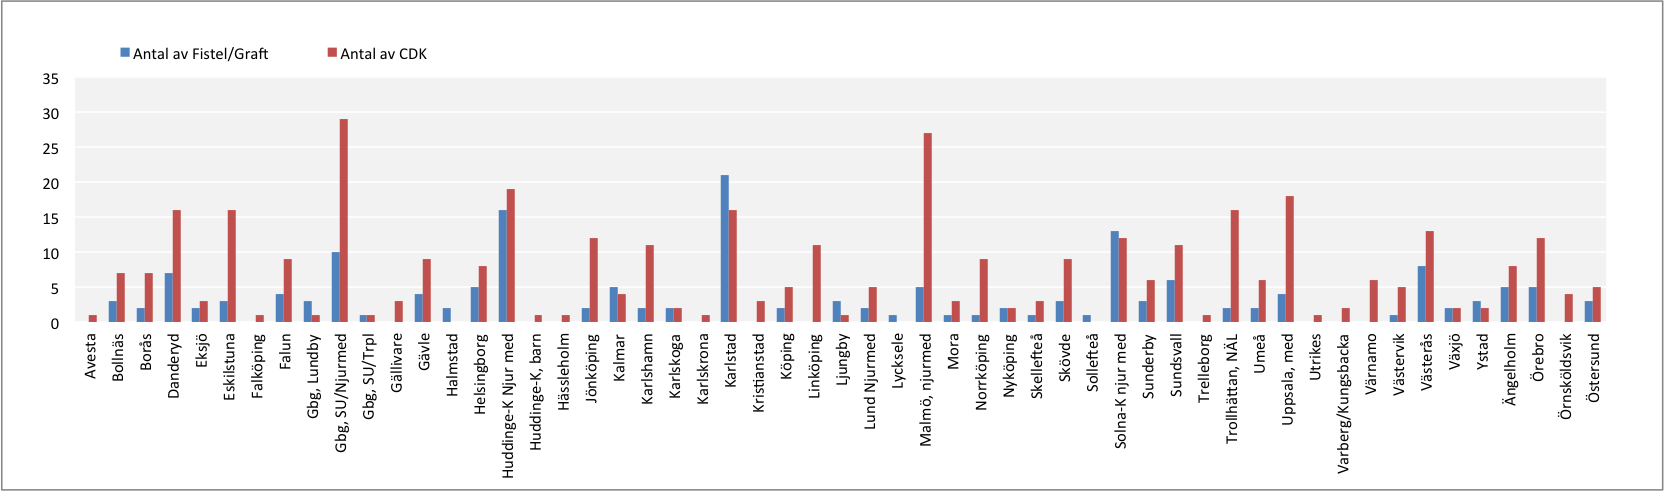 Antal av Fistel/Graft Antal av CDK
35
30
25
20
15
10
5
0
Avesta
Bollnäs
Borås
Danderyd
Eksjö
Eskilstuna
Falköping
Falun
Gbg, Lundby
Gbg, SU/Njurmed
Gbg, SU/Trpl
Gällivare
Gävle
Halmstad
Helsingborg
Huddinge-K Njur med
Huddinge-K, barn
Hässleholm
Jönköping
Kalmar
Karlshamn
Karlskoga
Karlskrona
Karlstad
Kristianstad
Köping
Linköping
Ljungby
Lund Njurmed
Lycksele
Malmö, njurmed
Mora
Norrköping
Nyköping
Skellefteå
Skövde
Sollefteå
Solna-K njur med
Sunderby
Sundsvall
Trelleborg
Trollhättan, NÄL
Umeå
Uppsala, med
Utrikes
Varberg/Kungsbacka
Värnamo
Västervik
Västerås
Växjö
Ystad
Ängelholm
Örebro
Örnsköldsvik
Östersund